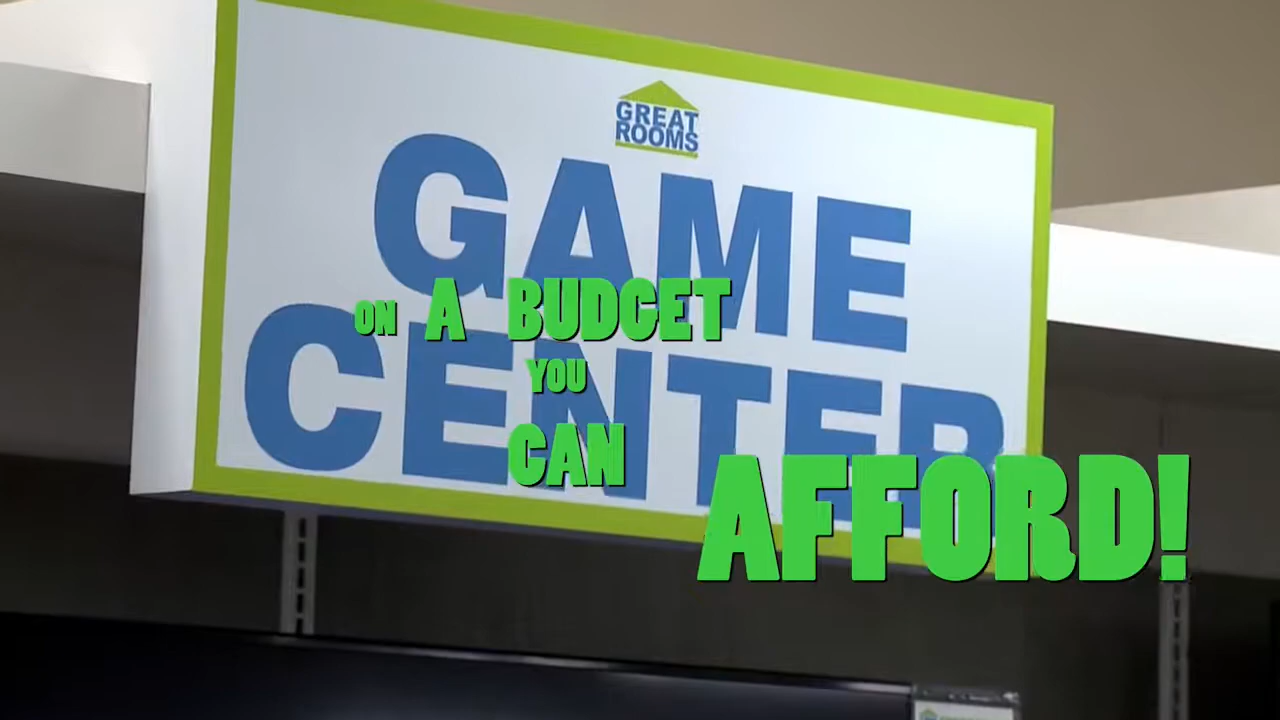 GREAT
ROOMS
GAME
CENTER
ON A BUDGET
YOU
CAN
AFFORD!